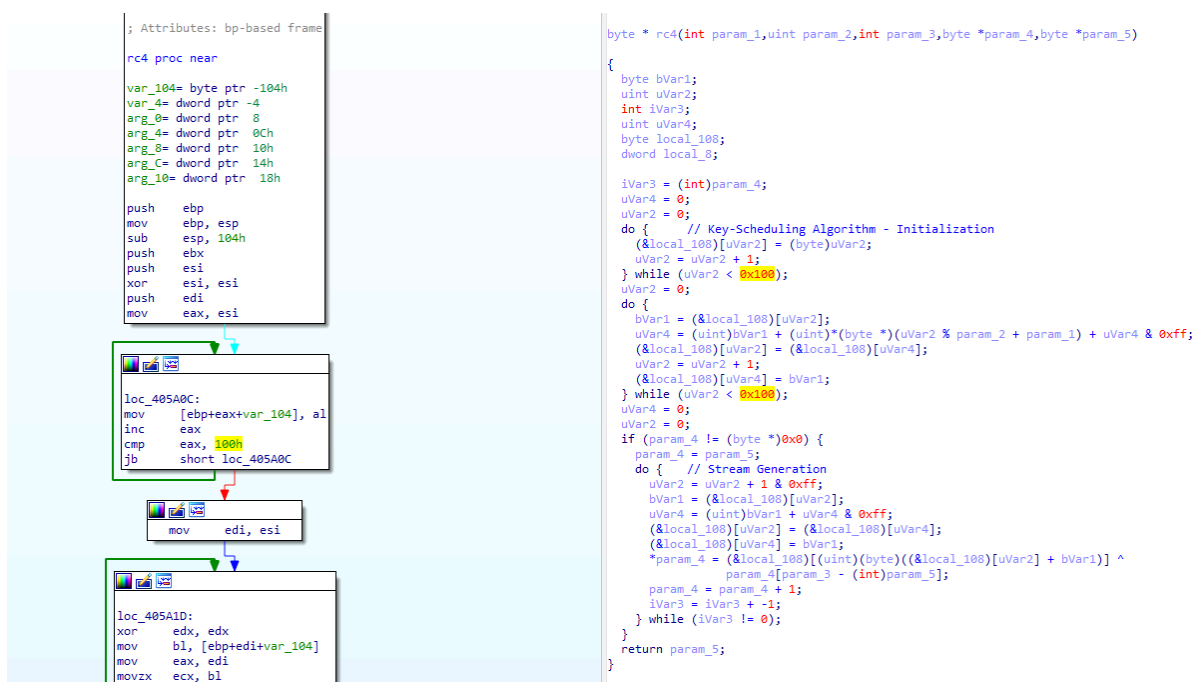 ; Attributes: bp-based frame
rc4 proc near
var_104= byte ptr -104h
var_4= dword ptr -4
arg_0= dword ptr  8
arg_4= dword ptr  0Ch
arg_8= dword ptr  10h
arg_C= dword ptr  14h
arg_10= dword ptr  18h
push    ebp
mov     ebp, esp
sub     esp, 104h
push    ebx
push    esi
xor     esi, esi
push    edi
mov     eax, esi
loc_405A0C:
mov     [ebp+eax+var_104], al
inc     eax
cmp     eax, 100h
jb      short loc_405A0C
mov     edi, esi
loc_405A1D:
xor     edx, edx
mov     bl, [ebp+edi+var_104]
mov     eax, edi
movzx   ecx, bl
byte * rc4(int param_1,uint param_2,int param_3,byte *param_4,byte *param_5)
{
  byte bVar1;
  uint uVar2;
  int iVar3;
  uint uVar4;
  byte local_108;
  dword local_8;
  iVar3 = (int)param_4;
  uVar4 = 0;
  uVar2 = 0;
  do {     // Key-Scheduling Algorithm - Initialization
    (&local_108)[uVar2] = (byte)uVar2;
    uVar2 = uVar2 + 1;
  } while (uVar2 < 0x100);
  uVar2 = 0;
  do {
    bVar1 = (&local_108)[uVar2];
    uVar4 = (uint)bVar1 + (uint)*(byte *)(uVar2 % param_2 + param_1) + uVar4 & 0xff;
    (&local_108)[uVar2] = (&local_108)[uVar4];
    uVar2 = uVar2 + 1;
    (&local_108)[uVar4] = bVar1;
  } while (uVar2 < 0x100);
  uVar4 = 0;
  uVar2 = 0;
  if (param_4 != (byte *)0x0) {
    param_4 = param_5;
    do {   // Stream Generation
      uVar2 = uVar2 + 1 & 0xff;
      bVar1 = (&local_108)[uVar2];
      uVar4 = (uint)bVar1 + uVar4 & 0xff;
      (&local_108)[uVar2] = (&local_108)[uVar4];
      (&local_108)[uVar4] = bVar1;
      *param_4 = (&local_108)[(uint)(byte)((&local_108)[uVar2] + bVar1)] ^
                 param_4[param_3 - (int)param_5];
      param_4 = param_4 + 1;
      iVar3 = iVar3 + -1;
    } while (iVar3 != 0);
  }
  return param_5;
}